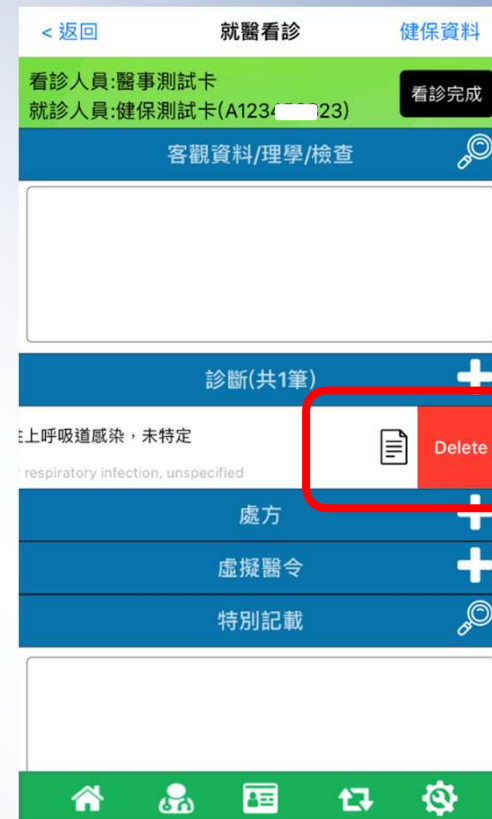 < 返回 就醫看診 健保資料
看診人員:醫事測試卡
就診人員:健保測試卡(A123 23)
看診完成
客觀資料/理學/檢查
診斷(共1筆)
上呼吸道感染，未特定
respiratory infection, unspecified
Delete
處方
虛擬醫令
特別記載